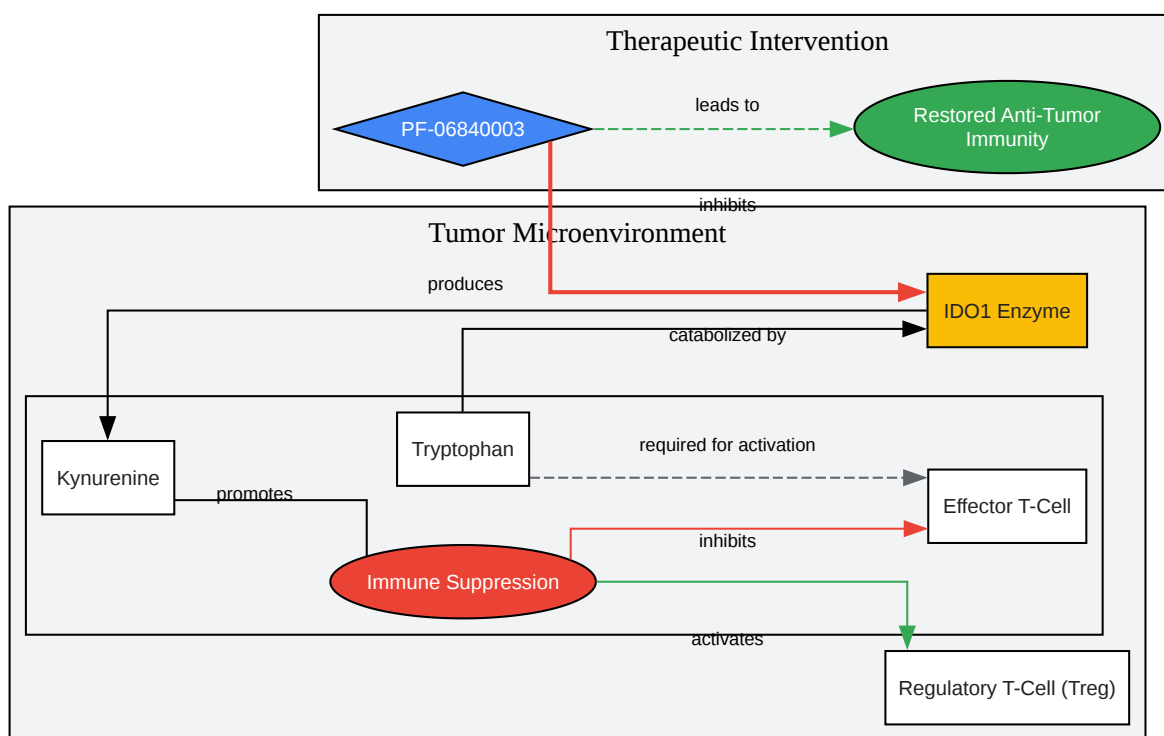 Therapeutic Intervention
PF-06840003
leads to
Restored Anti-Tumor
Immunity
inhibits
Tumor Microenvironment
produces
IDO1 Enzyme
catabolized by
Tryptophan
required for activation
Kynurenine
promotes
Effector T-Cell
inhibits
Immune Suppression
activates
Regulatory T-Cell (Treg)